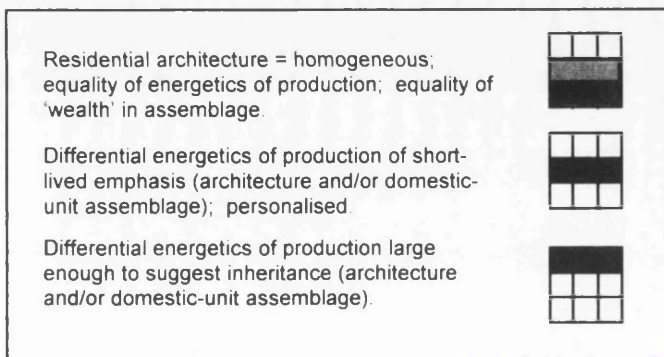 Residential architecture = homogeneous;
equality of energetics of production; equality of
'wealth' in assemblage.
Differential energetics of production of short-
lived emphasis (architecture and/or domestic-
unit assemblage); personalised.
Differential energetics of production large
enough to suggest inheritance (architecture
and/or domestic-unit assemblage).